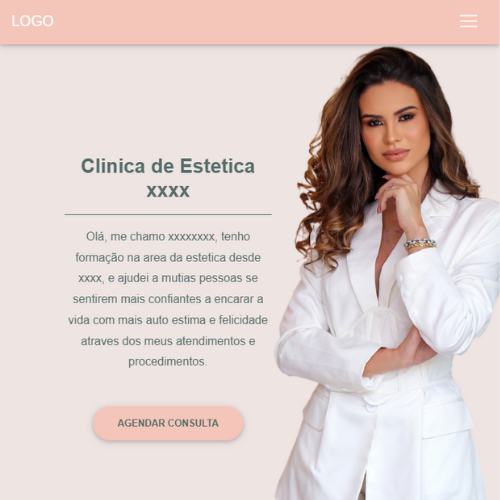 LOGO
Clinica de Estetica
xxxx
Olá, me chamo xxxxxxxx, tenho
formação na area da estetica desde
xxxx, e ajudei a mutias pessoas se
sentirem mais confiantes a encarar a
vida com mais auto estima e felicidade
atraves dos meus atendimentos e
procedimentos.
AGENDAR CONSULTA